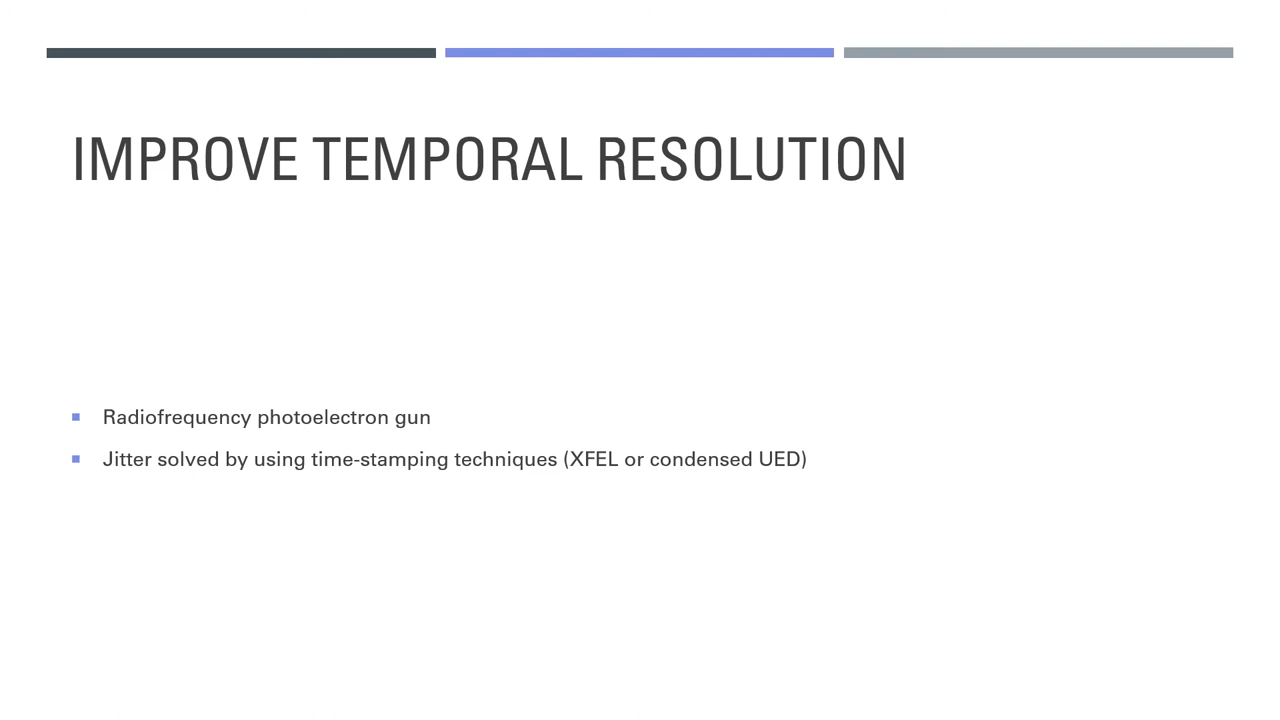 IMPROVE TEMPORAL RESOLUTION
Radiofrequency photoelectron gun
Jitter solved by using time-stamping techniques (XFEL or condensed UED)